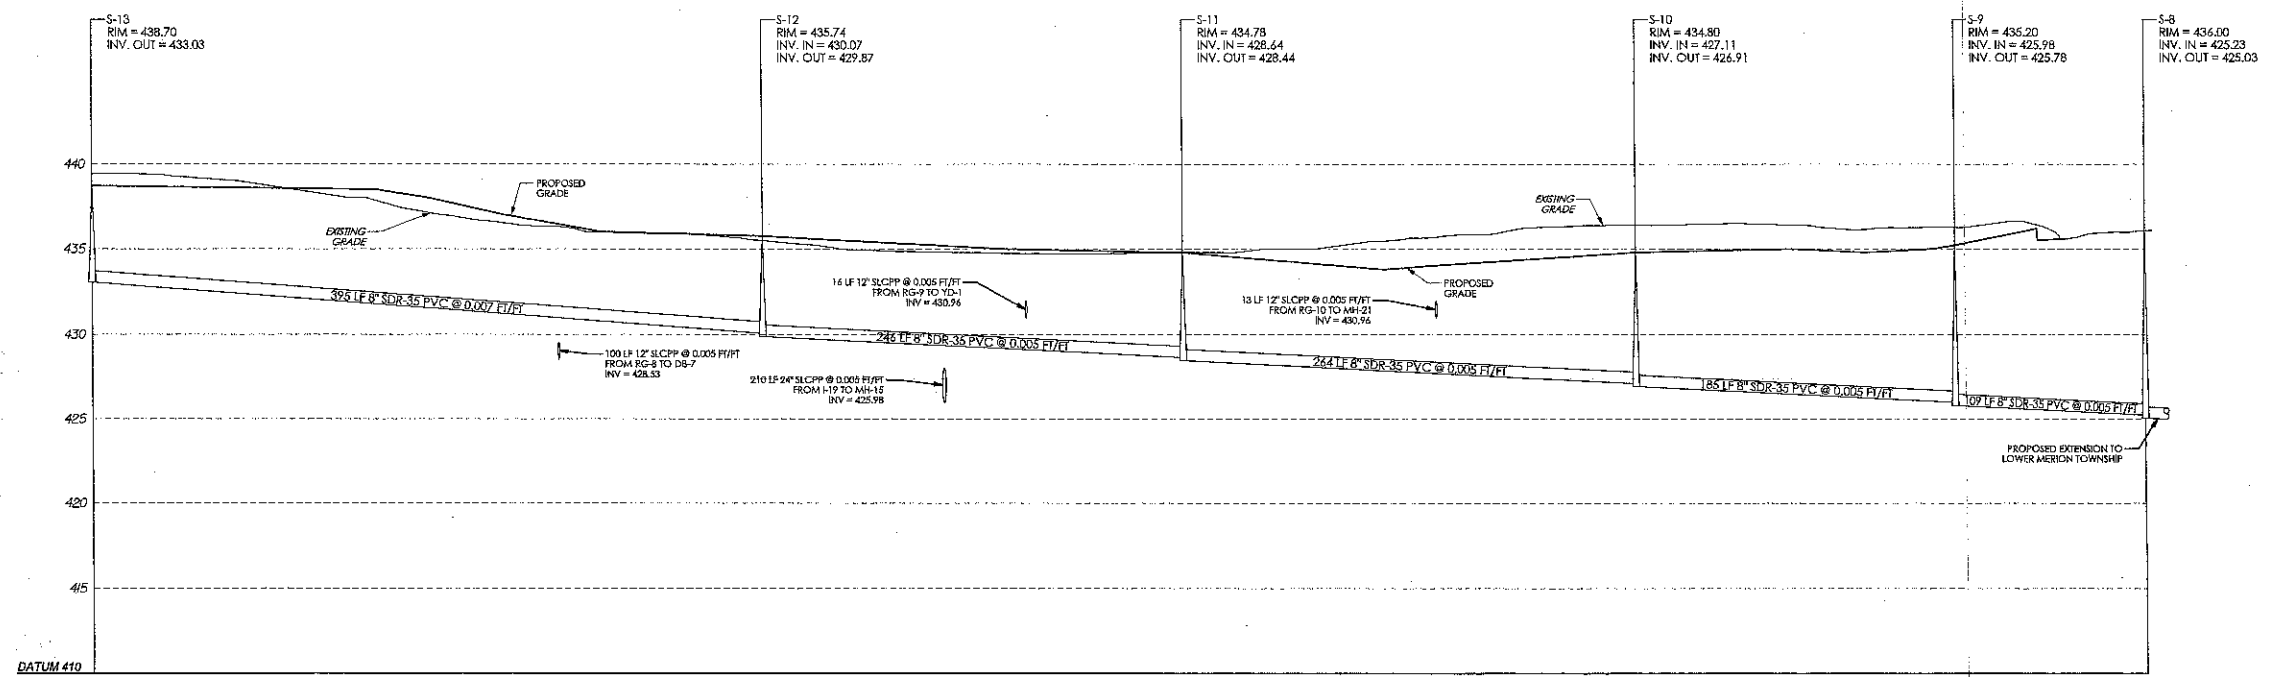 S-13
RIM = 438.70
INV. OUT = 433.03
S-12
RIM = 435.74
INV. IN = 430.07
INV. OUT = 429.87
S-11
RIM = 434.78
INV. IN = 428.64
INV. OUT = 428.44
S-10
RIM = 434.80
INV. IN = 427.11
INV. OUT = 426.91
S-9
RIM = 435.20
INV. IN = 425.98
INV. OUT = 425.78
S-8
RIM = 436.00
INV. IN = 425.23
INV. OUT = 425.03
440
PROPOSED
GRADE
EXISTING
GRADE
EXISTING
GRADE
435
16 LF 12" SLCPP @ 0.005 FT/FT
FROM RG-9 TO YD-1
INV = 430.96
13 LF 12" SLCPP @ 0.005 FT/FT
FROM RG-10 TO MH-21
INV = 430.96
PROPOSED
GRADE
395 LF 8" SDR-35 PVC @ 0.007 FT/FT
430
246 LF 8" SDR-35 PVC @ 0.005 FT/FT
100 LF 12" SLCPP @ 0.005 FT/FT
FROM RG-8 TO DB-7
INV = 428.53
264 LF 8" SDR-35 PVC @ 0.005 FT/FT
210 LF 24" SLCPP @ 0.005 FT/FT
FROM I-19 TO MH-15
INV = 425.98
185 LF 8" SDR-35 PVC @ 0.005 FT/FT
109 LF 8" SDR-35 PVC @ 0.005 FT/FT
425
PROPOSED EXTENSION TO
LOWER MERION TOWNSHIP
420
415
DATUM 410